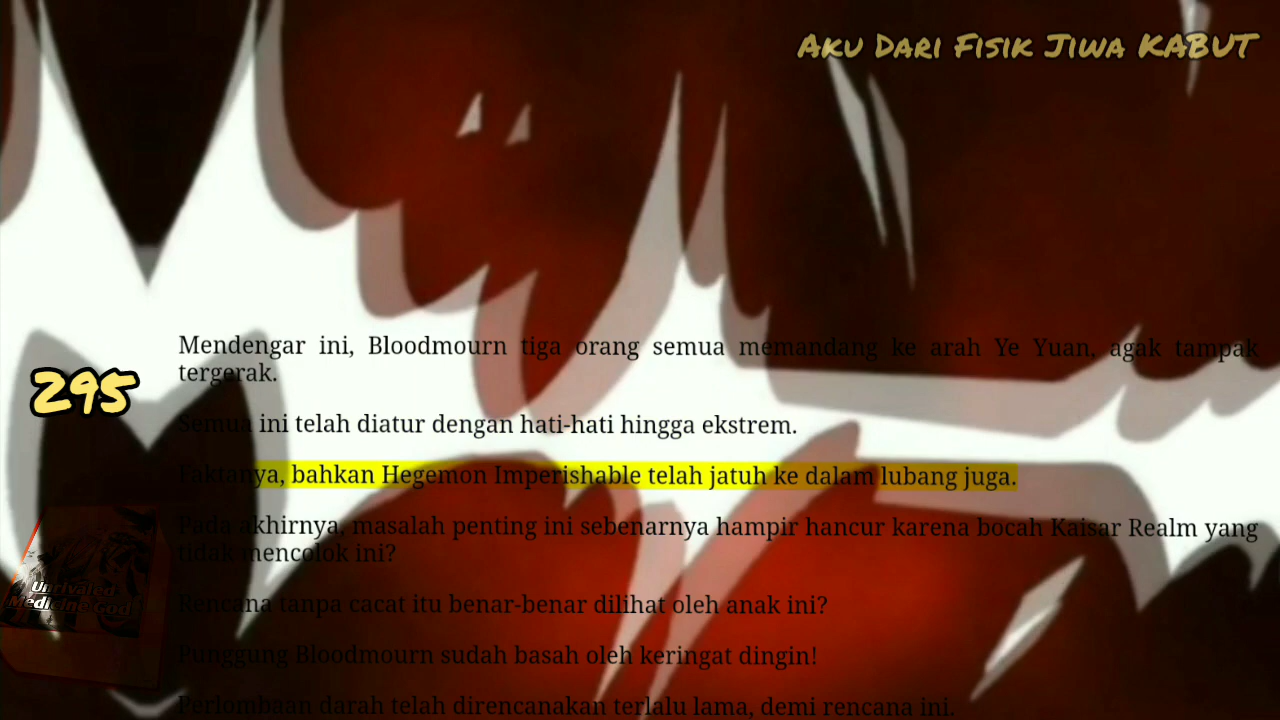 Aku Dari Fisik Jiwa KABUT
Mendengar ini, Bloodmourn tiga orang semua memandang ke arah Ye Yuan, agak tampak
tergerak.
295
Semua ini telah diatur dengan hati-hati hingga ekstrem.
Faktanya, bahkan Hegemon Imperishable telah jatuh ke dalam lubang juga.
Pada akhirnya, masalah penting ini sebenarnya hampir hancur karena bocah Kaisar Realm yang
tidak mencolok ini?
Unrivaled
Medicine God
Rencana tanpa cacat itu benar-benar dilihat oleh anak ini?
Punggung Bloodmourn sudah basah oleh keringat dingin!
Perlombaan darah telah direncanakan terlalu lama, demi rencana ini.